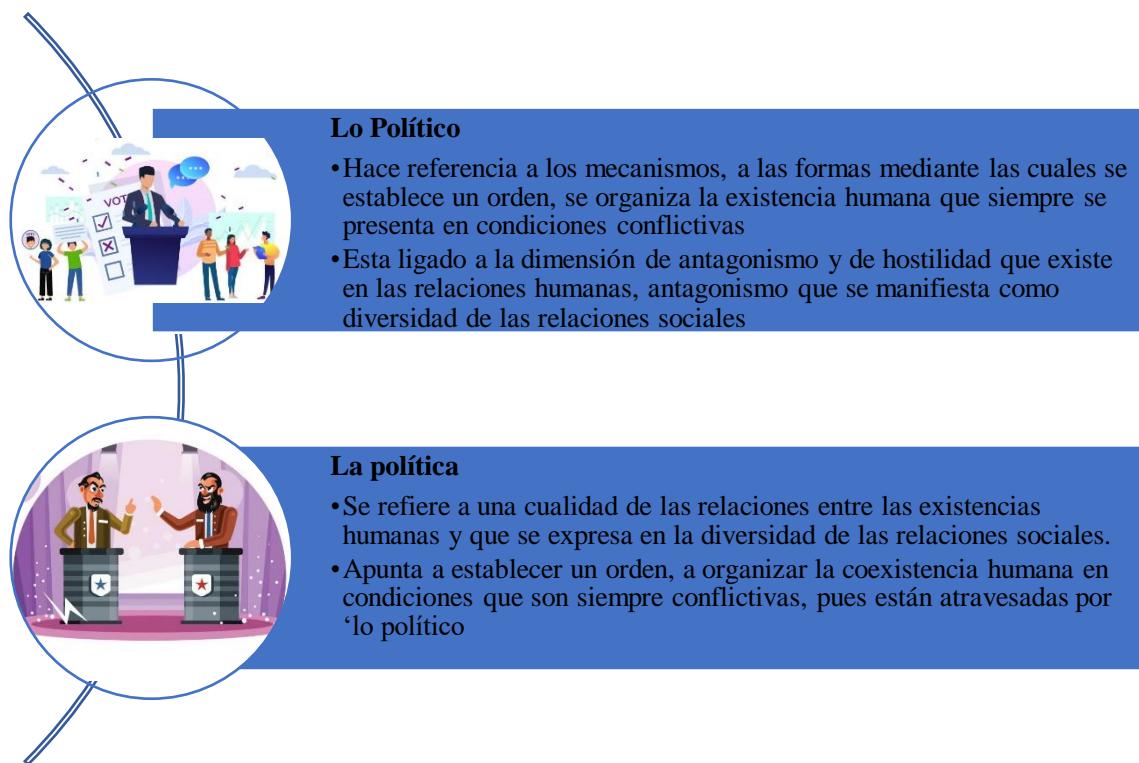 Lo Político
•Hace referencia a los mecanismos, a las formas mediante las cuales se
establece un orden, se organiza la existencia humana que siempre se
presenta en condiciones conflictivas
•Esta ligado a la dimensión de antagonismo y de hostilidad que existe
en las relaciones humanas, antagonismo que se manifiesta como
diversidad de las relaciones sociales
VOT
La política
•Se refiere a una cualidad de las relaciones entre las existencias
humanas y que se expresa en la diversidad de las relaciones sociales.
•Apunta a establecer un orden, a organizar la coexistencia humana en
condiciones que son siempre conflictivas, pues están atravesadas por
‘lo político